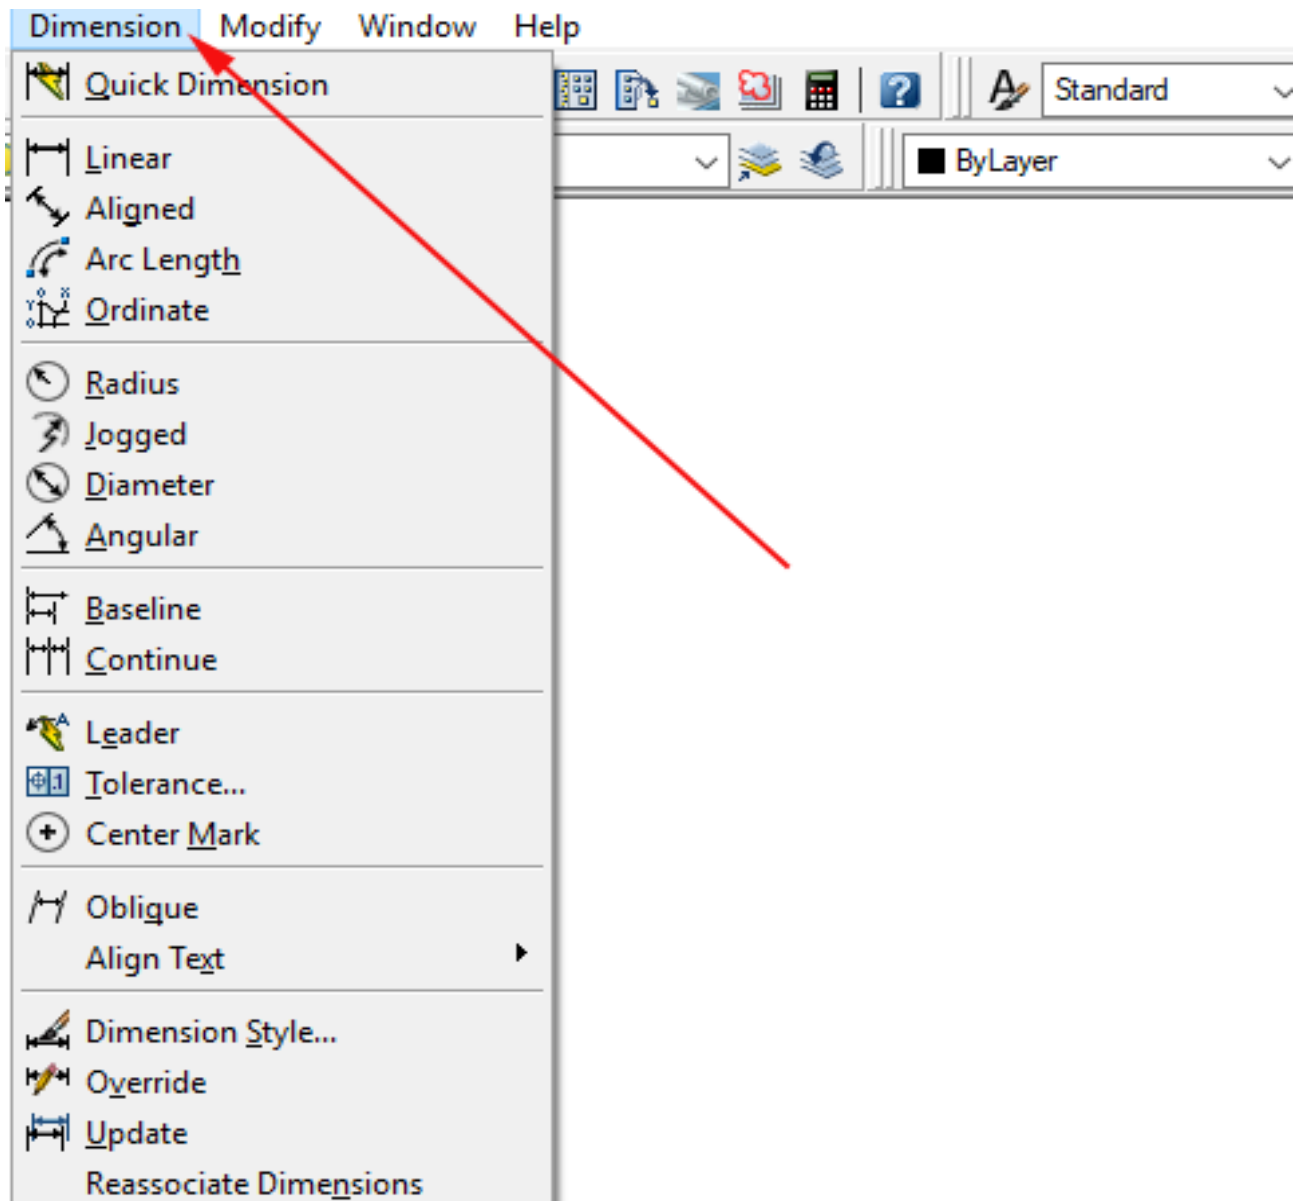 Dimension Modify Window Help
Quick Dimension
Standard
Linear
ByLayer
Aligned
Arc Length
Ordinate
Radius
Jogged
Diameter
Angular
Baseline
Continue
Leader
Tolerance...
Center Mark
Oblique
Align Text
Dimension Style...
Override
Update
Reassociate Dimensions